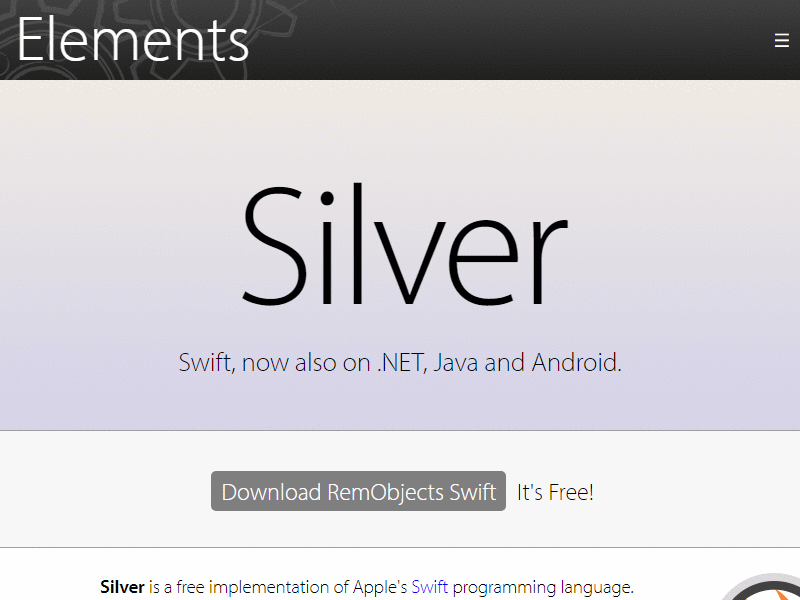 Elements
Silver
Swift, now also on .NET, Java and Android.
Download RemObjects Swift It's Free!
Silver is a free implementation of Apple's Swift programming language.